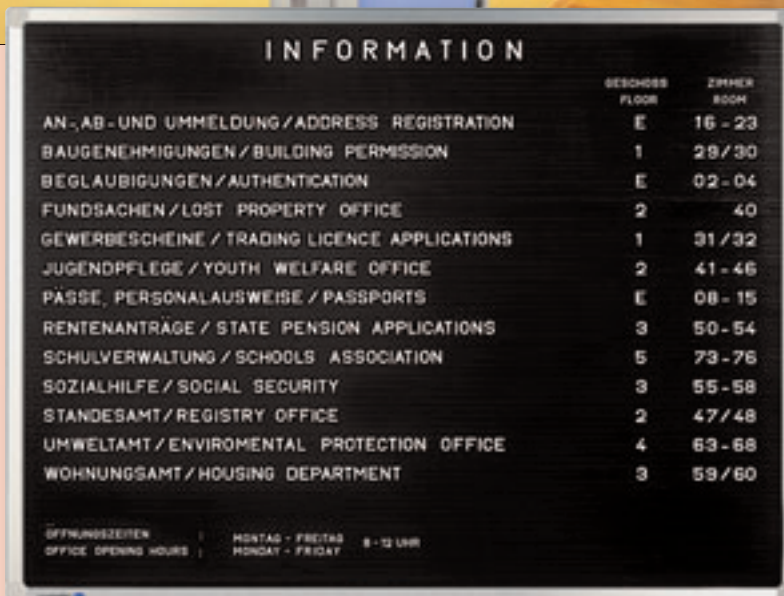 INFORMATION
GESCHOSS ZIMMER
FLOOR ROOM
AN-,AB-UND UMMELDUNG/ADDRESS REGISTRATION E 16-23
BAUGENEHMIGUNGEN/BUILDING PERMISSION 1 29/30
BEGLAUBIGUNGEN/AUTHENTICATION E 02-04
FUNDSACHEN/LOST PROPERTY OFFICE 2 40
GEWERBESCHEINE/TRADING LICENCE APPLICATIONS 1 31/32
JUGENDPFLEGE/YOUTH WELFARE OFFICE 2 41-46
PÄSSE, PERSONALAUSWEISE/PASSPORTS E 08-15
RENTENANTRÄGE/STATE PENSION APPLICATIONS 3 50-54
SCHULVERWALTUNG/SCHOOLS ASSOCIATION 5 73-76
SOZIALHILFE/SOCIAL SECURITY 3 55-58
STANDESAMT/REGISTRY OFFICE 2 47/48
UMWELTAMT/ENVIROMENTAL PROTECTION OFFICE 4 63-68
WOHNUNGSAMT/HOUSING DEPARTMENT 3 59/60
ÖFFNUNGSZEITEN : MONTAG - FREITAG 8-12 UHR
OFFICE OPENING HOURS : MONDAY - FRIDAY